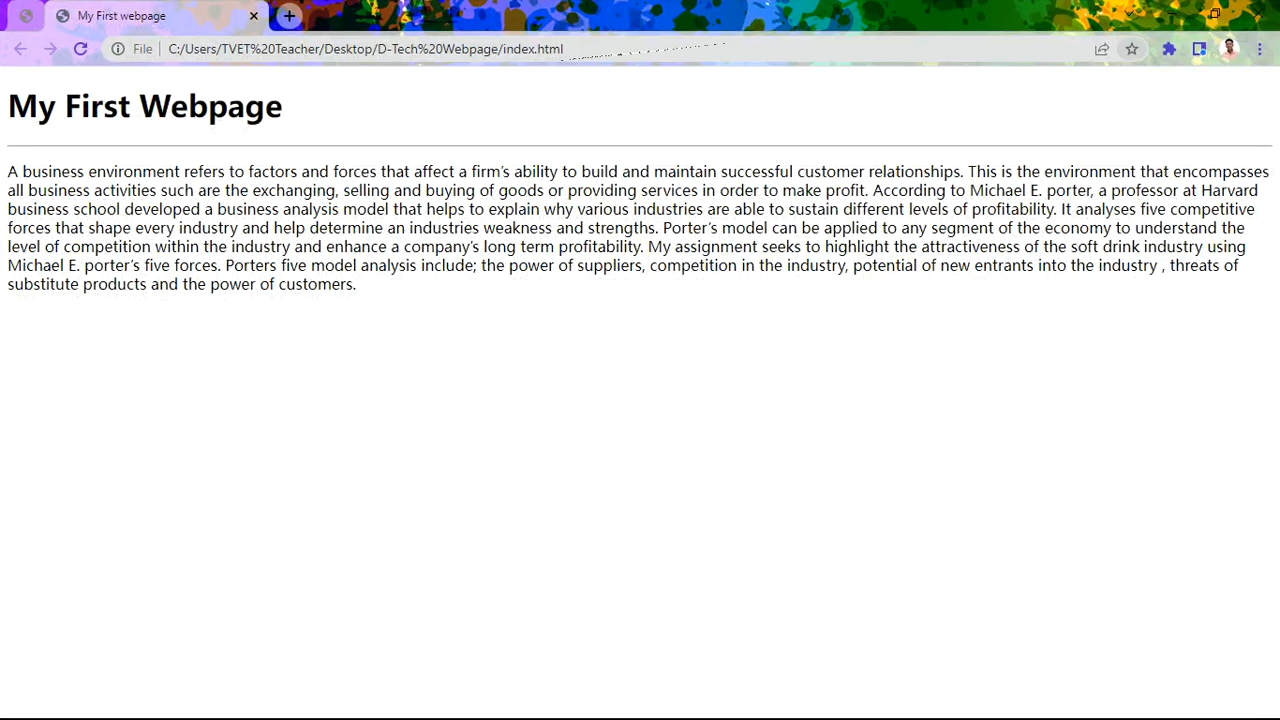 My First webpage
File C:/Users/TVET%20Teacher/Desktop/D-Tech%20Webpage/index.html
My First Webpage
A business environment refers to factors and forces that affect a firm's ability to build and maintain successful customer relationships. This is the environment that encompasses
all business activities such are the exchanging, selling and buying of goods or providing services in order to make profit. According to Michael E. porter, a professor at Harvard
business school developed a business analysis model that helps to explain why various industries are able to sustain different levels of profitability. It analyses five competitive
forces that shape every industry and help determine an industries weakness and strengths. Porter's model can be applied to any segment of the economy to understand the
level of competition within the industry and enhance a company's long term profitability. My assignment seeks to highlight the attractiveness of the soft drink industry using
Michael E. porter's five forces. Porters five model analysis include; the power of suppliers, competition in the industry, potential of new entrants into the industry , threats of
substitute products and the power of customers.